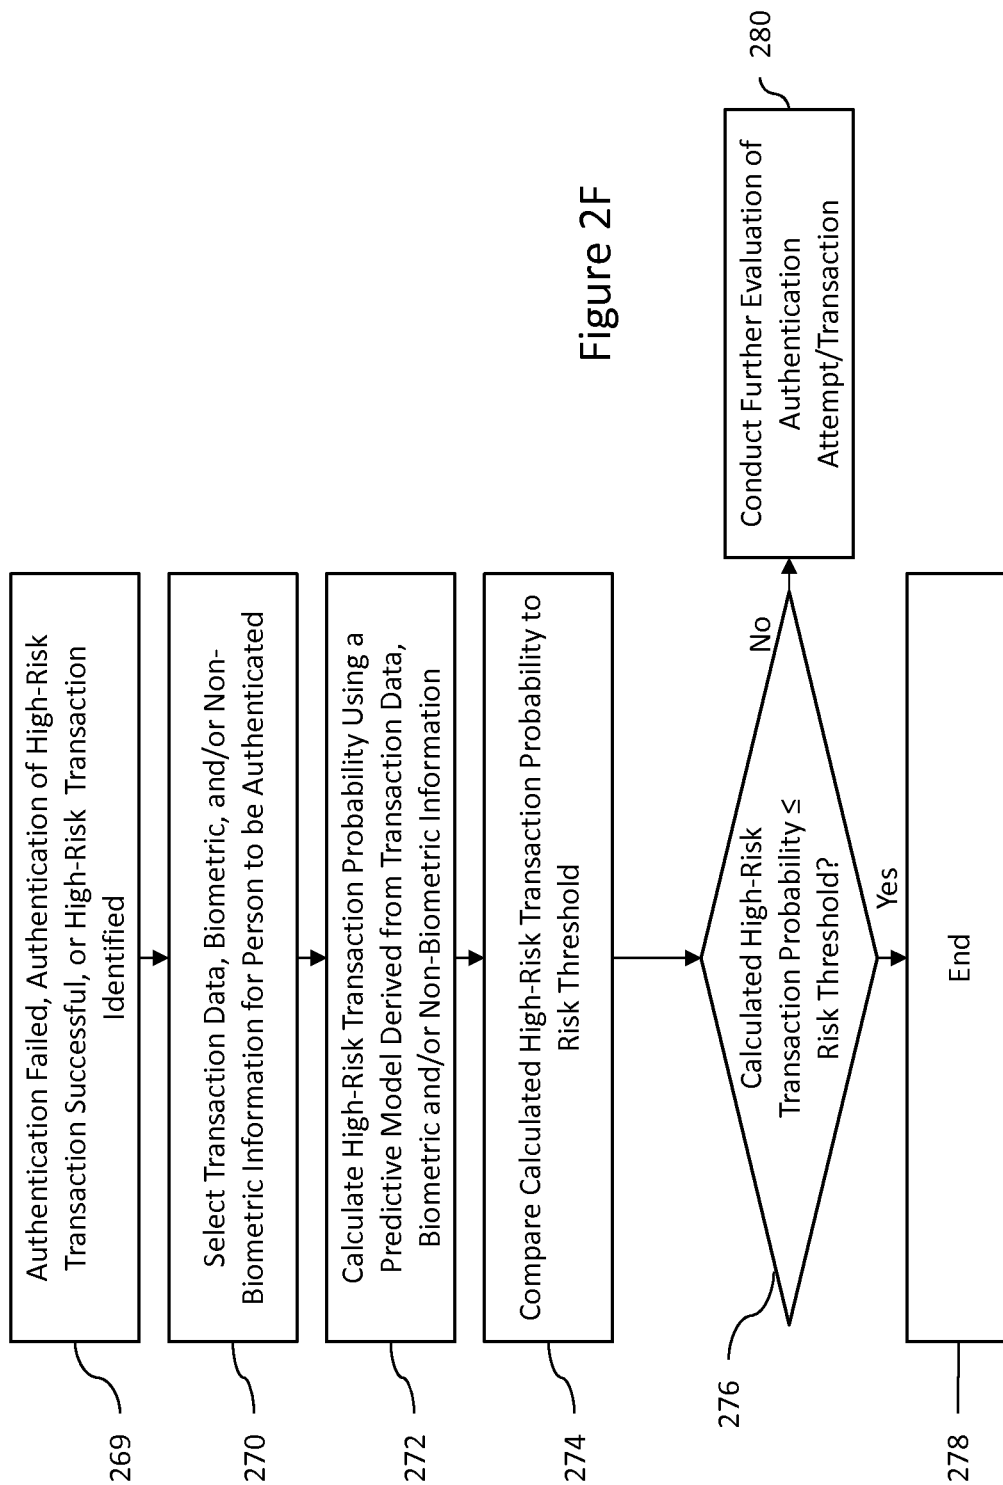 269
Authentication Failed, Authentication of High-Risk
Transaction Successful, or High-Risk Transaction
Identified
270
Select Transaction Data, Biometric, and/or Non-
Biometric Information for Person to be Authenticated
272
Calculate High-Risk Transaction Probability Using a
Predictive Model Derived from Transaction Data,
Biometric and/or Non-Biometric Information
274
Compare Calculated High-Risk Transaction Probability to
Risk Threshold
276
Calculated High-Risk
Transaction Probability ≤
Risk Threshold?
No
Yes
280
Conduct Further Evaluation of
Authentication
Attempt/Transaction
278
End
Figure 2F